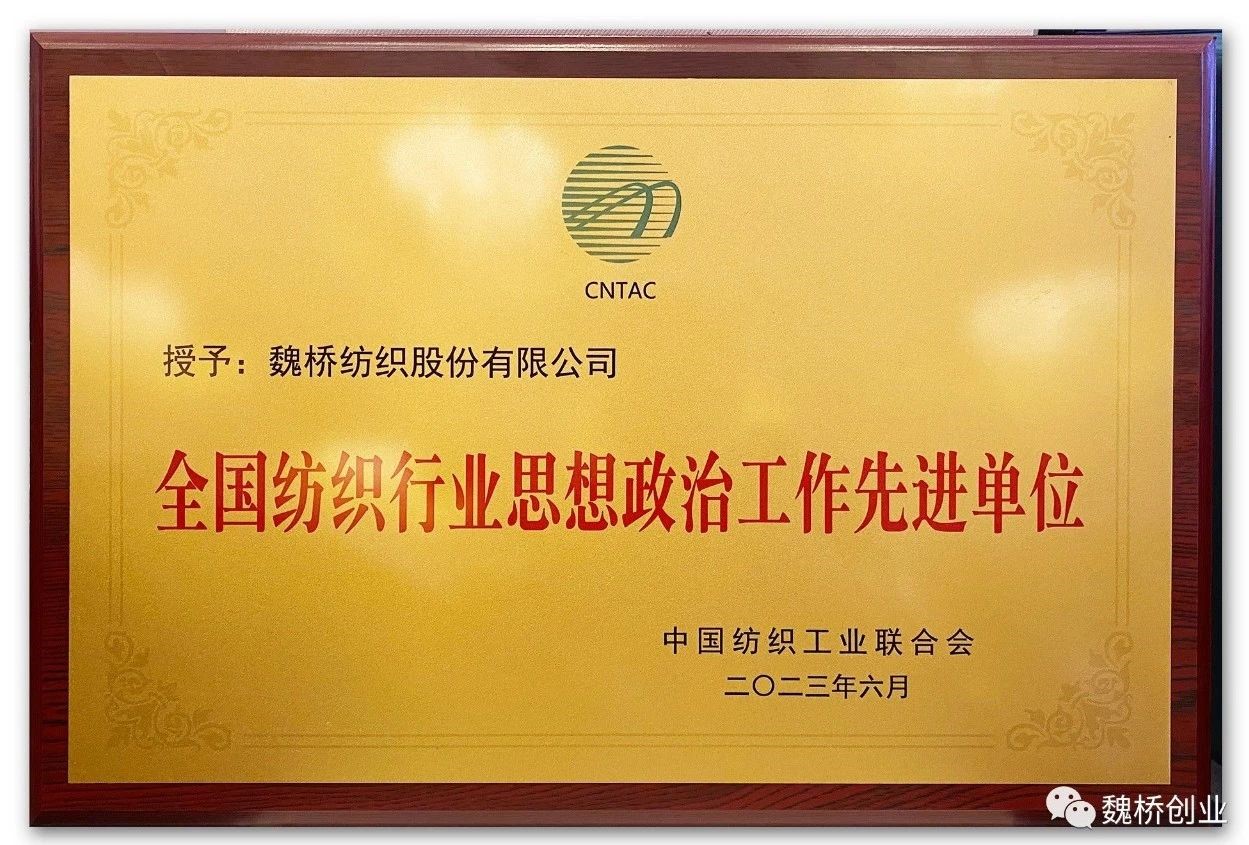 CNTAC
授予：魏桥纺织股份有限公司
全国纺织行业思想政治工作先进单位
中国纺织工业联合会
二〇二三年六月
魏桥创业